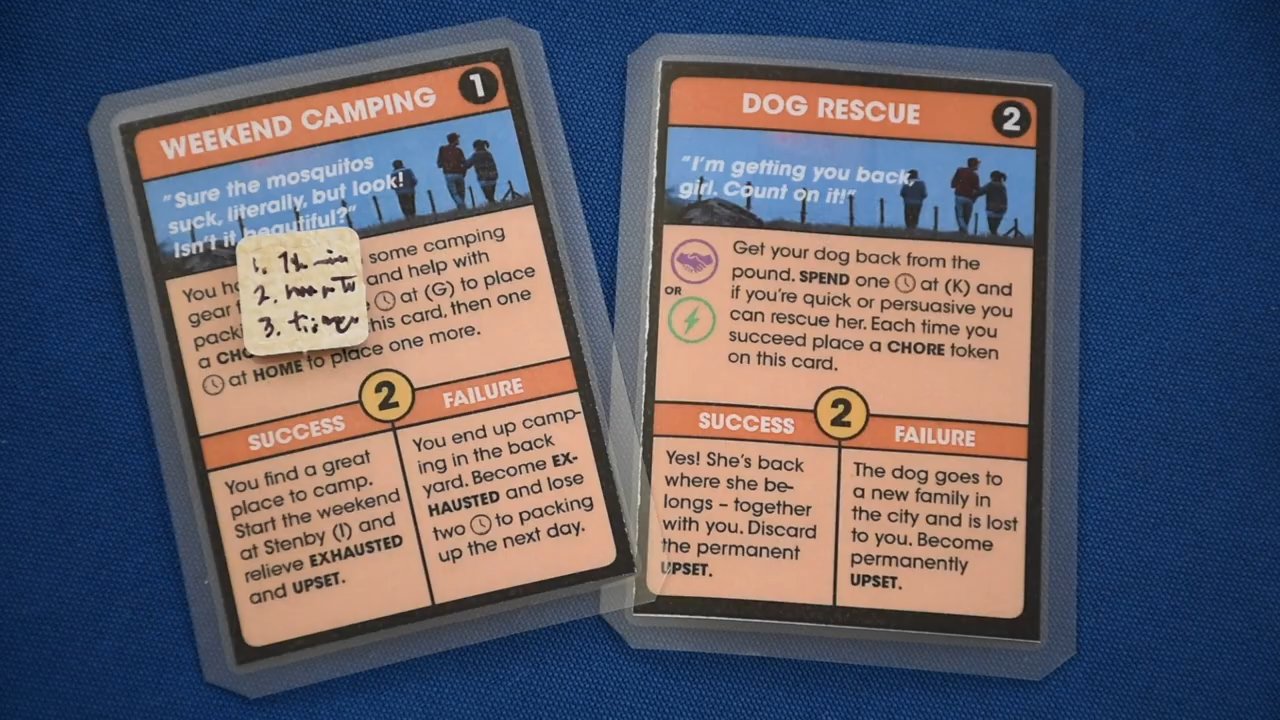 WEEKEND CAMPING
1
"Sure the mosquitos
suck, literally, but look!
Isn't it beautiful?"
You some camping
gear and help with
at (G) to place
a this card, then one
at HOME to place one more.
1.
2.
3.
2
SUCCESS
You find a great
place to camp.
Start the weekend
at Stenby (I) and
relieve EXHAUSTED
and UPSET.
FAILURE
You end up camp-
ing in the back
yard. Become EX-
HAUSTED and lose
two to packing
up the next day.
DOG RESCUE
2
"I'm getting you back,
girl. Count on it!"
OR
Get your dog back from the
pound. SPEND one at (K) and
if you're quick or persuasive you
can rescue her. Each time you
succeed place a CHORE token
on this card.
2
SUCCESS
Yes! She's back
where she be-
longs – together
with you. Discard
the permanent
UPSET.
FAILURE
The dog goes to
a new family in
the city and is lost
to you. Become
permanently
UPSET.